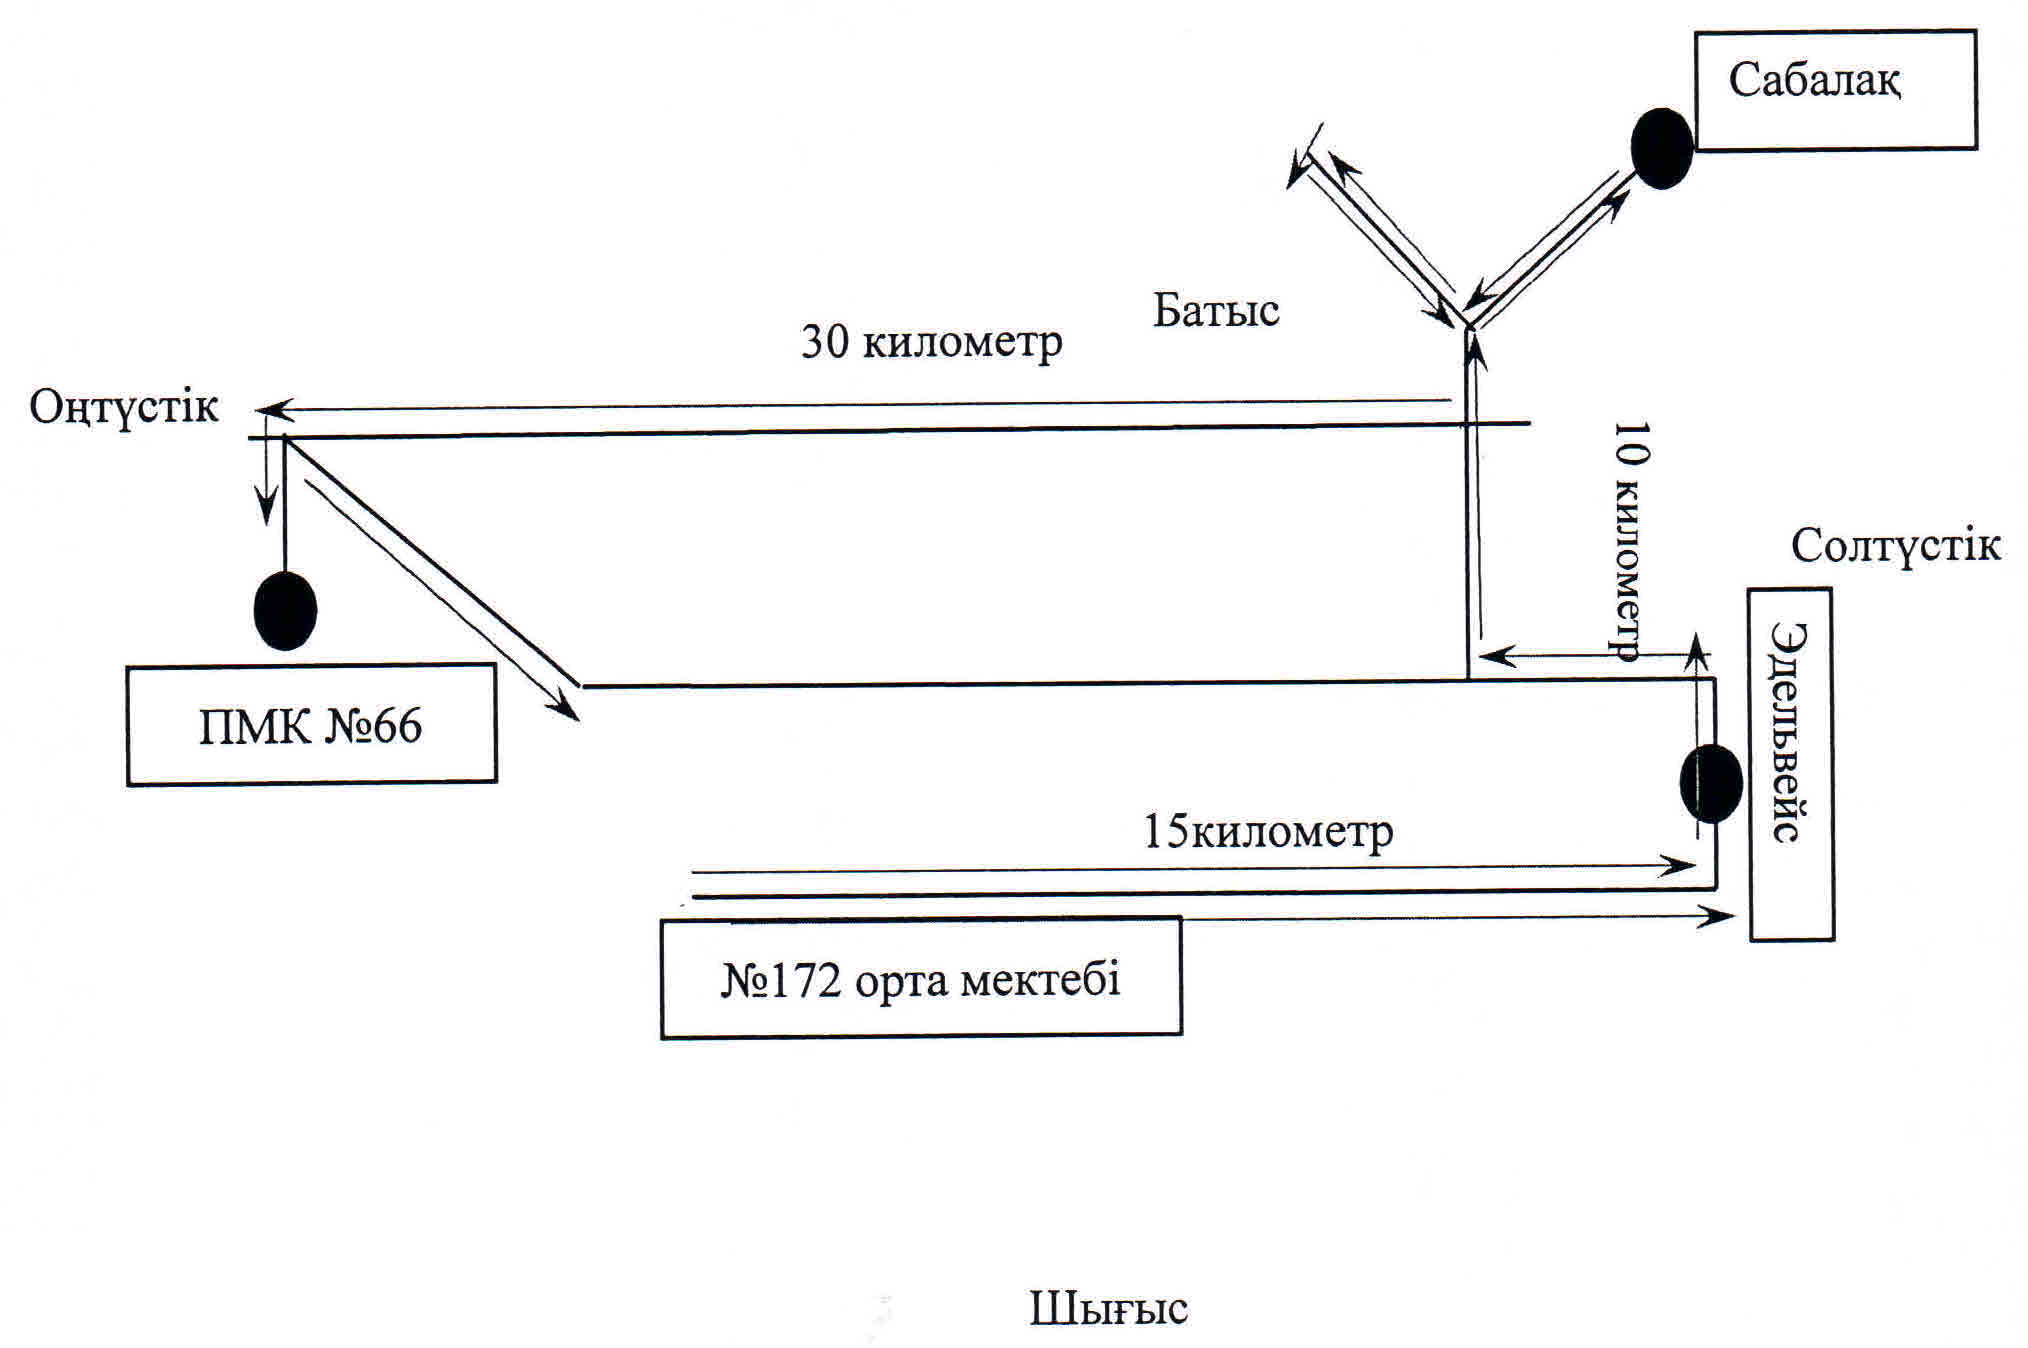 Сабалақ
Батыс
30 километр
Оңтүстік
10 километр
Солтүстік
Эдельвейс
ПМК №66
15километр
№172 орта мектебі
Шығыс